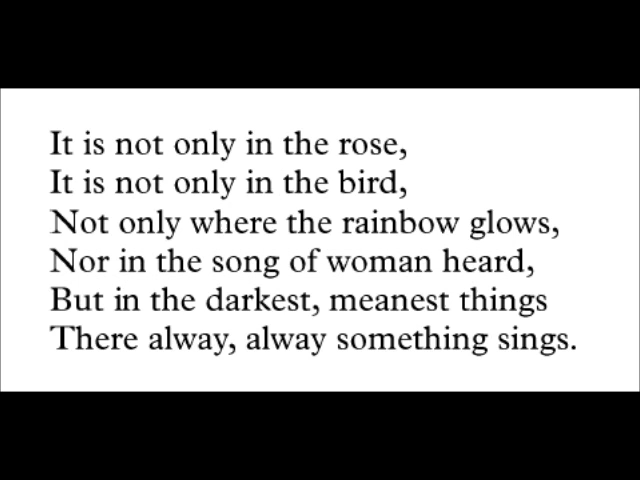 It is not only in the rose,
It is not only in the bird,
Not only where the rainbow glows,
Nor in the song of woman heard,
But in the darkest, meanest things
There alway, alway something sings.